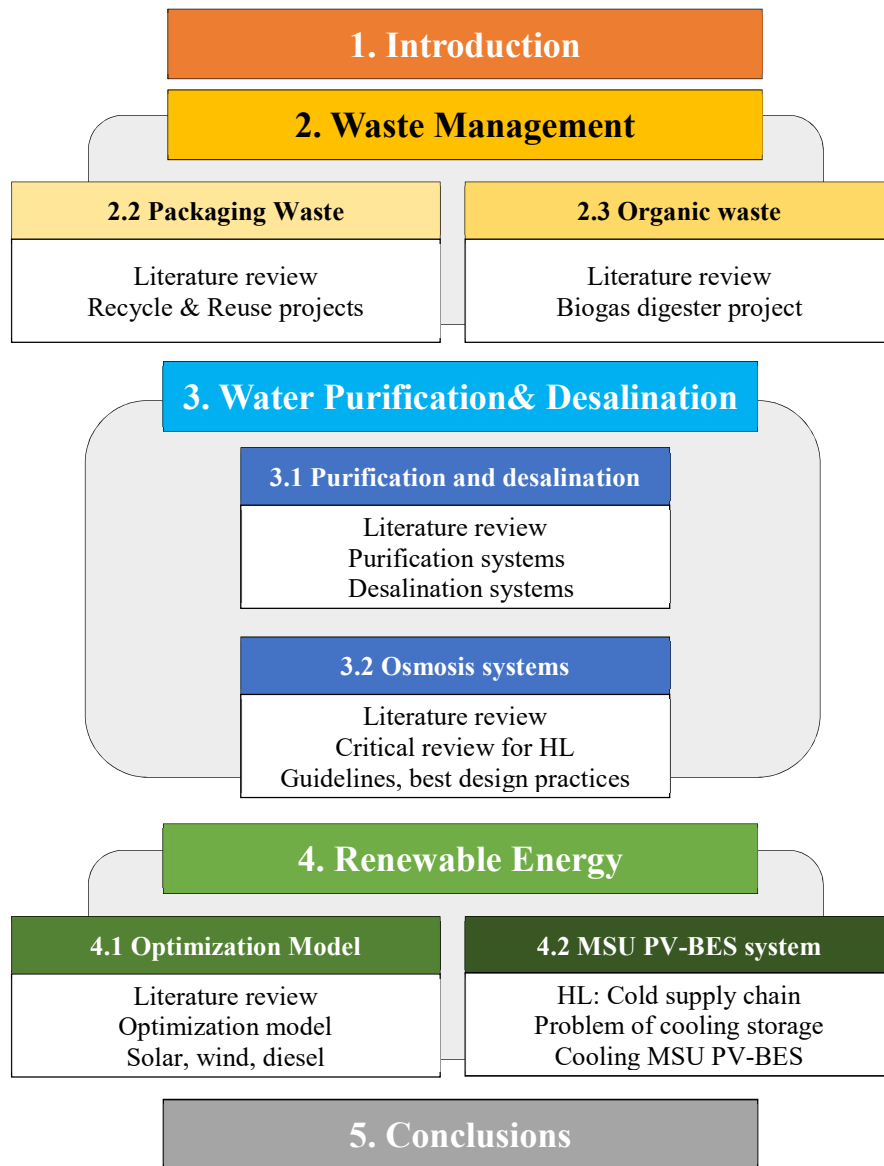 1. Introduction
2. Waste Management
2.2 Packaging Waste
Literature review
Recycle & Reuse projects
2.3 Organic waste
Literature review
Biogas digester project
3. Water Purification& Desalination
3.1 Purification and desalination
Literature review
Purification systems
Desalination systems
3.2 Osmosis systems
Literature review
Critical review for HL
Guidelines, best design practices
4. Renewable Energy
4.1 Optimization Model
Literature review
Optimization model
Solar, wind, diesel
4.2 MSU PV-BES system
HL: Cold supply chain
Problem of cooling storage
Cooling MSU PV-BES
5. Conclusions